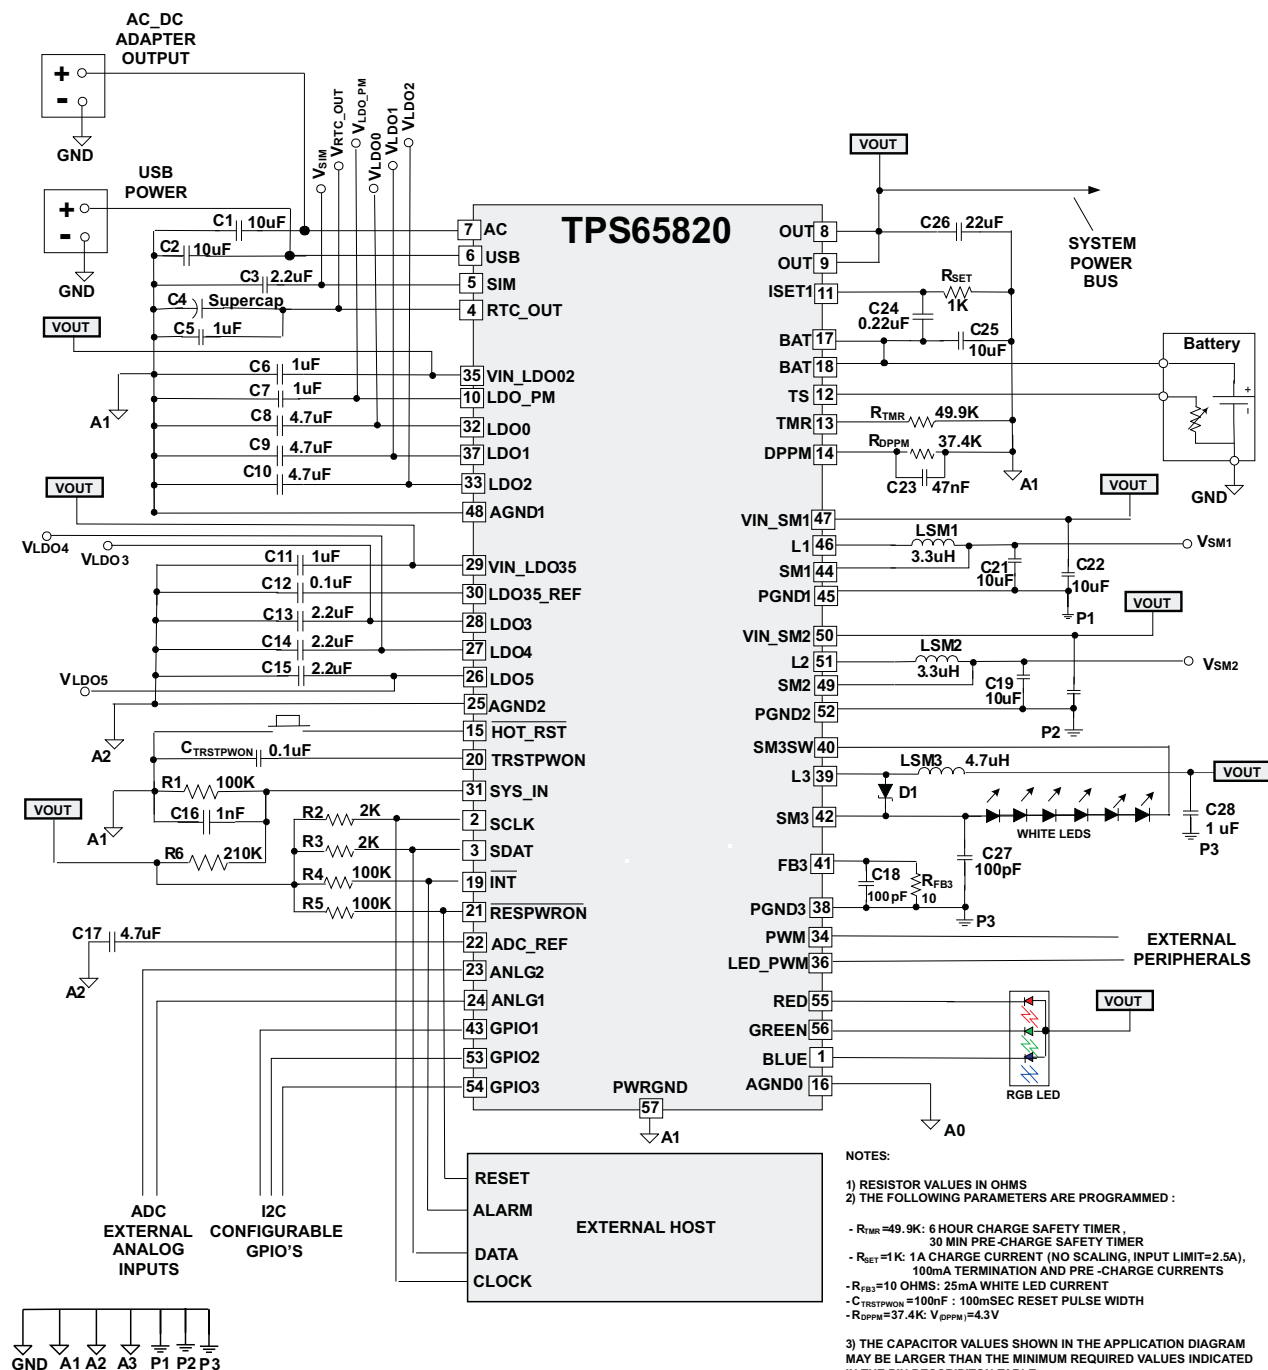 AC_DC
ADAPTER
OUTPUT
+
-
GND
USB
POWER
+
-
GND
VSIM
VRTC_OUT
VLDO_PM
VLDO0
VLDO1
VLDO2
TPS65820
C1 10uF
7 AC
C2 10uF
6 USB
C3 2.2uF
5 SIM
C4 Supercap
4 RTC_OUT
C5 1uF
VOUT
C6 1uF
35 VIN_LDO02
C7 1uF
10 LDO_PM
A1
C8 4.7uF
32 LDO0
C9 4.7uF
37 LDO1
C10 4.7uF
33 LDO2
VOUT
48 AGND1
VLDO4
VLDO3
C11 1uF
29 VIN_LDO35
C12 0.1uF
30 LDO35_REF
C13 2.2uF
28 LDO3
C14 2.2uF
27 LDO4
C15 2.2uF
26 LDO5
VLDO5
25 AGND2
A2
15 HOT_RST
CTRSTPWON 0.1uF
20 TRSTPWON
R1 100K
31 SYS_IN
VOUT
C16 1nF
A1
R2 2K
2 SCLK
R6 210K
R3 2K
3 SDAT
R4 100K
19 INT
R5 100K
21 RESPWRON
C17 4.7uF
22 ADC_REF
A2
23 ANLG2
24 ANLG1
43 GPIO1
53 GPIO2
54 GPIO3
PWRGND
57
A1
VOUT
OUT 8
C26 22uF
SYSTEM
POWER
BUS
OUT 9
ISET1 11
RSET
1K
C24
0.22uF
BAT 17
C25
10uF
BAT 18
Battery
+
-
TS 12
TMR 13
RTMR 49.9K
DPPM 14
RDPPM 37.4K
C23 47nF
A1
GND
VOUT
VIN_SM1 47
L1 46
LSM1
3.3uH
VSM1
SM1 44
C21
10uF
C22
10uF
PGND1 45
P1
VOUT
VIN_SM2 50
L2 51
LSM2
3.3uH
VSM2
SM2 49
C19
10uF
PGND2 52
P2
SM3SW 40
L3 39
LSM3 4.7uH
VOUT
D1
SM3 42
WHITE LEDS
C28
1 uF
P3
FB3 41
C18
100pF
RFB3
10
C27
100pF
PGND3 38
P3
PWM 34
LED_PWM 36
EXTERNAL
PERIPHERALS
RED 55
VOUT
GREEN 56
BLUE 1
AGND0 16
RGB LED
A0
RESET
ALARM
EXTERNAL HOST
DATA
CLOCK
ADC
EXTERNAL
ANALOG
INPUTS
I2C
CONFIGURABLE
GPIO'S
GND A1 A2 A3 P1 P2 P3
NOTES:
1) RESISTOR VALUES IN OHMS
2) THE FOLLOWING PARAMETERS ARE PROGRAMMED :
- RTMR=49.9K: 6 HOUR CHARGE SAFETY TIMER,
30 MIN PRE-CHARGE SAFETY TIMER
- RSET=1K: 1A CHARGE CURRENT (NO SCALING, INPUT LIMIT=2.5A),
100mA TERMINATION AND PRE -CHARGE CURRENTS
- RFB3=10 OHMS: 25mA WHITE LED CURRENT
- CTRSTPWON=100nF : 100mSEC RESET PULSE WIDTH
- RDPPM=37.4K: V(DPPM)=4.3V
3) THE CAPACITOR VALUES SHOWN IN THE APPLICATION DIAGRAM
MAY BE LARGER THAN THE MINIMUM REQUIRED VALUES INDICATED